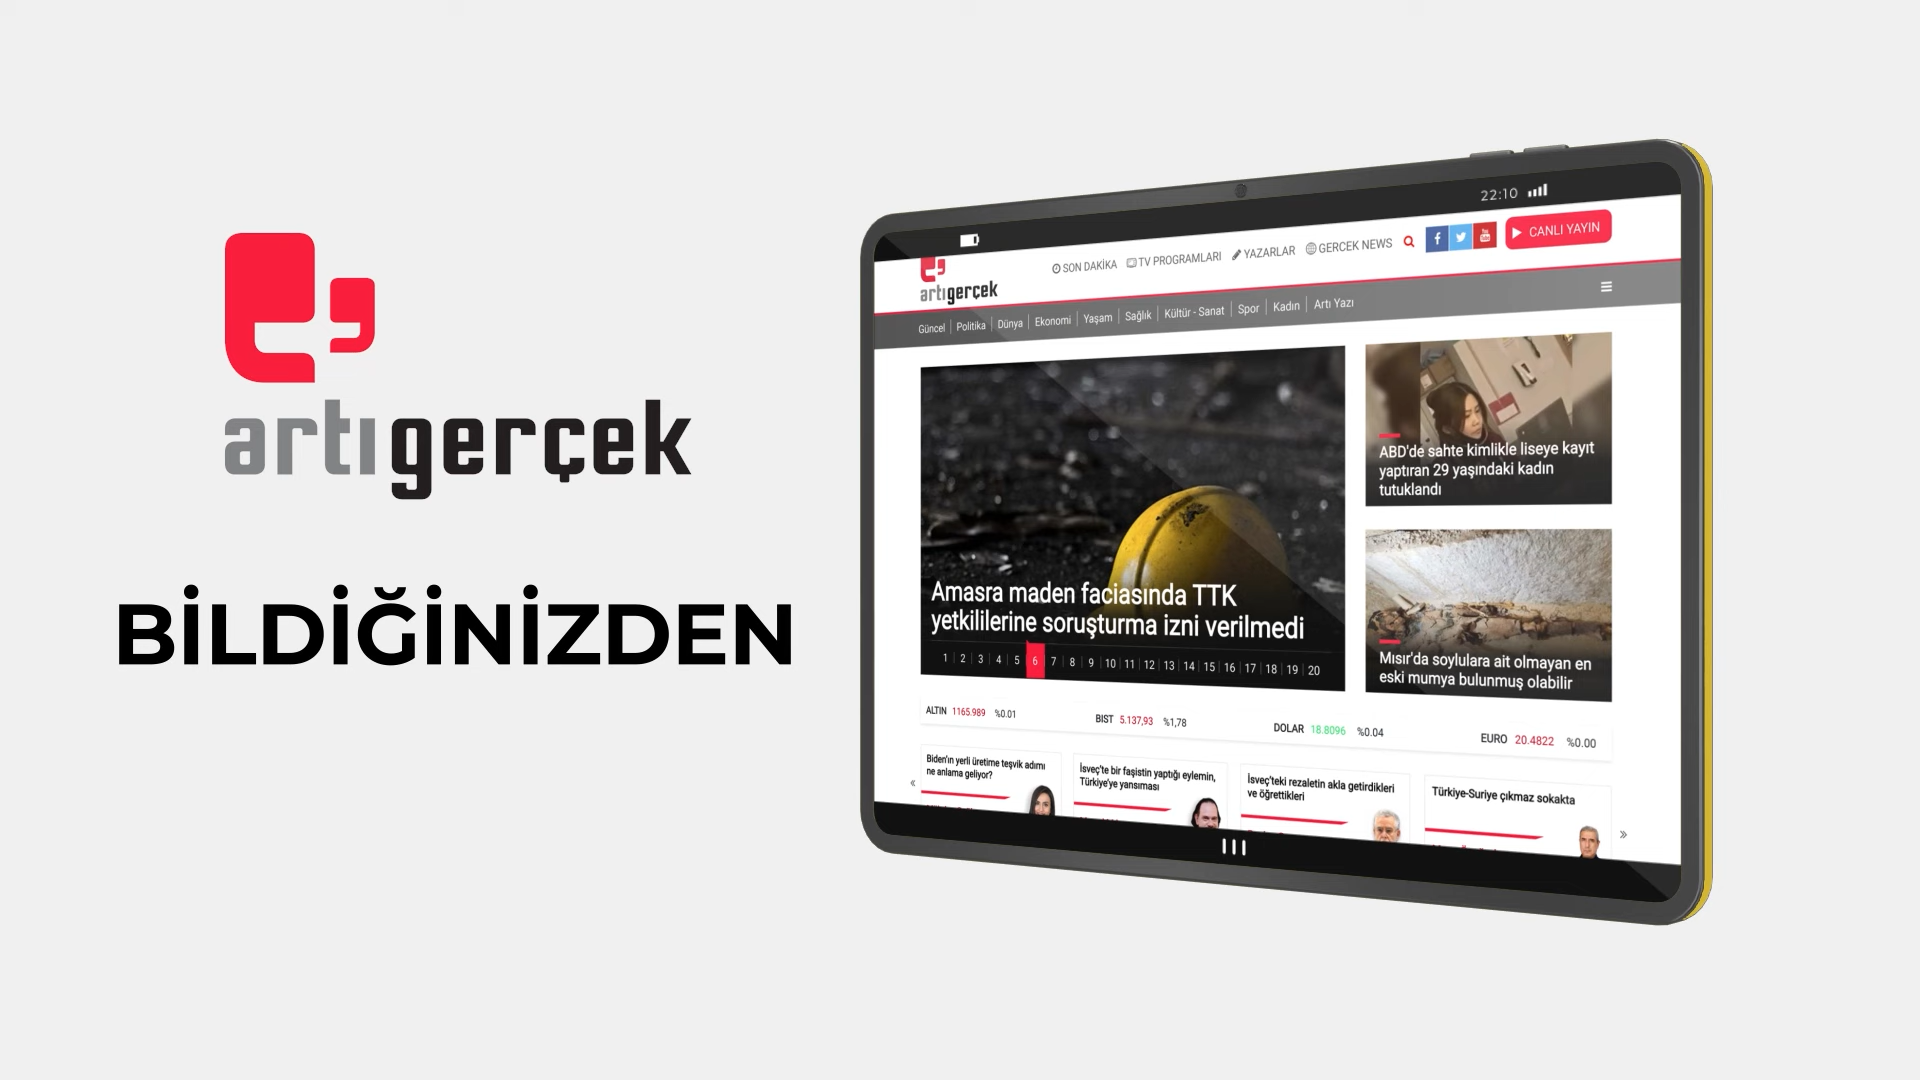 artıgerçek
BİLDİĞİNİZDEN
22:10
artıgerçek
SON DAKİKA
TV PROGRAMLARI
YAZARLAR
GERCEK NEWS
CANLI YAYIN
Güncel
Politika
Dünya
Ekonomi
Yaşam
Sağlık
Kültür - Sanat
Spor
Kadın
Artı Yazı
Amasra maden faciasında TTK
yetkililerine soruşturma izni verilmedi
1 2 3 4 5 6 7 8 9 10 11 12 13 14 15 16 17 18 19 20
ABD'de sahte kimlikle liseye kayıt
yaptıran 29 yaşındaki kadın
tutuklandı
Mısır'da soylulara ait olmayan en
eski mumya bulunmuş olabilir
ALTIN 1165.989 %0.01
BIST 5.137,93 %1,78
DOLAR 18.8096 %0.04
EURO 20.4822 %0.00
«
Biden'ın yerli üretime teşvik adımı
ne anlama geliyor?
İsveç'te bir faşistin yaptığı eylemin,
Türkiye'ye yansıması
İsveç'teki rezaletin akla getirdikleri
ve öğrettikleri
Türkiye-Suriye çıkmaz sokakta
»